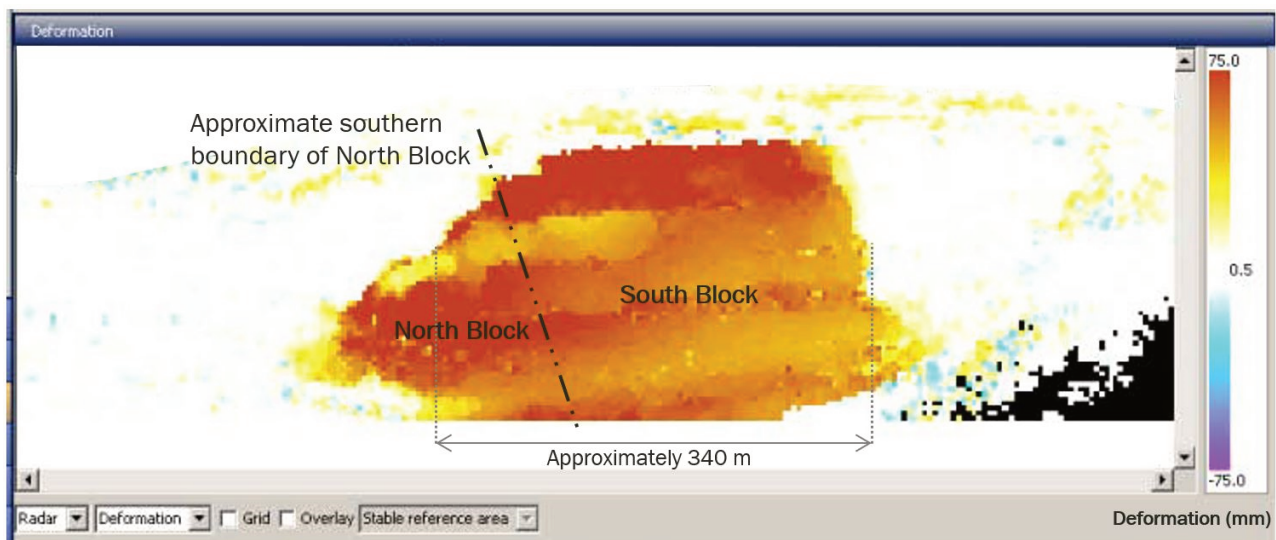 Deformation
75.0
Approximate southern
boundary of North Block
0.5
South Block
North Block
Approximately 340 m
-75.0
Radar Deformation Grid Overlay Stable reference area
Deformation (mm)